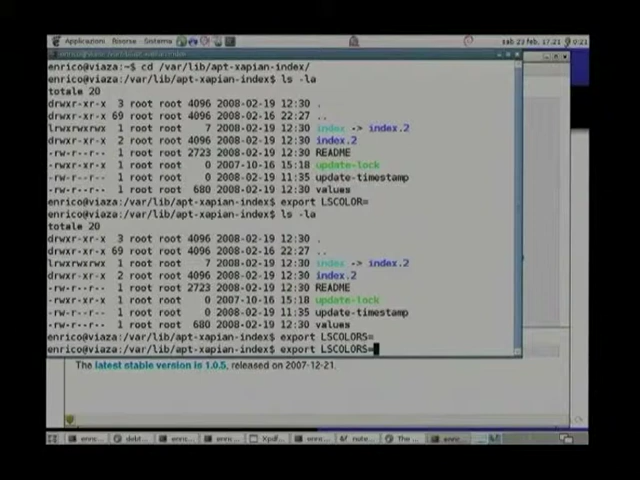 Applicazioni Risorse Sistema sab 23 feb, 17.21 0:21
enrico@viaza:~$ cd /var/lib/apt-xapian-index/
enrico@viaza:/var/lib/apt-xapian-index$ ls -la
totale 20
drwxr-xr-x 3 root root 4096 2008-02-19 12:30 .
drwxr-xr-x 69 root root 4096 2008-02-16 22:27 ..
lrwxrwxrwx 1 root root 7 2008-02-19 12:30 index -> index.2
drwxr-xr-x 2 root root 4096 2008-02-19 12:30 index.2
-rw-r--r-- 1 root root 2723 2008-02-19 12:30 README
-rwxr-xr-x 1 root root 0 2007-10-16 15:18 update-lock
-rw-r--r-- 1 root root 0 2008-02-19 11:35 update-timestamp
-rw-r--r-- 1 root root 680 2008-02-19 12:30 values
enrico@viaza:/var/lib/apt-xapian-index$ export LSCOLOR=
enrico@viaza:/var/lib/apt-xapian-index$ ls -la
totale 20
drwxr-xr-x 3 root root 4096 2008-02-19 12:30 .
drwxr-xr-x 69 root root 4096 2008-02-16 22:27 ..
lrwxrwxrwx 1 root root 7 2008-02-19 12:30 index -> index.2
drwxr-xr-x 2 root root 4096 2008-02-19 12:30 index.2
-rw-r--r-- 1 root root 2723 2008-02-19 12:30 README
-rwxr-xr-x 1 root root 0 2007-10-16 15:18 update-lock
-rw-r--r-- 1 root root 0 2008-02-19 11:35 update-timestamp
-rw-r--r-- 1 root root 680 2008-02-19 12:30 values
enrico@viaza:/var/lib/apt-xapian-index$ export LSCOLORS=
enrico@viaza:/var/lib/apt-xapian-index$ export LSCOLORS=
The latest stable version is 1.0.5, released on 2007-12-21.
enric... debt... enric... enric... Xpdf... enric... surr... The ... enric...